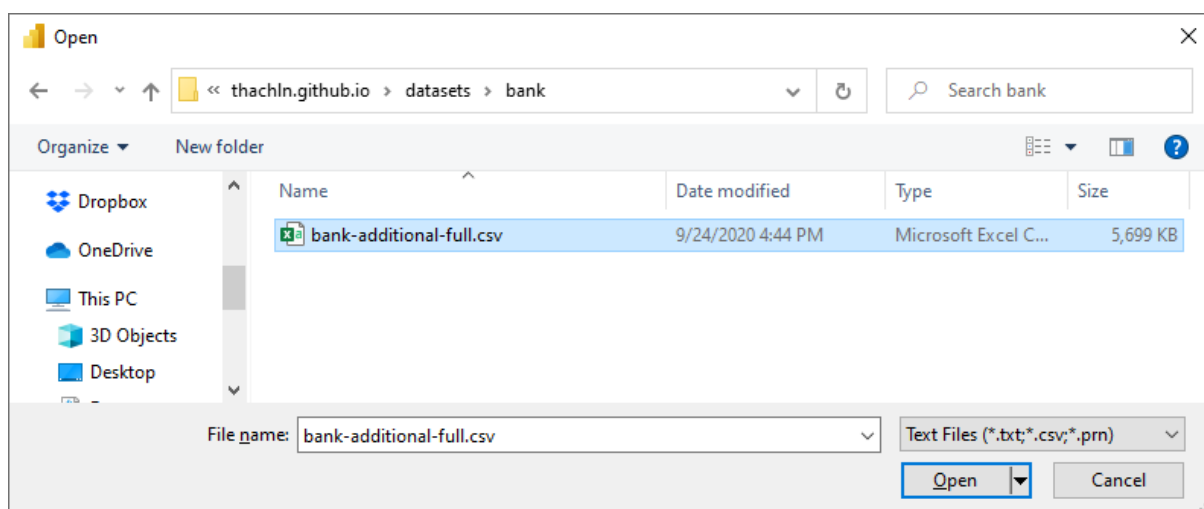 Open
« thachln.github.io > datasets > bank
Search bank
Organize
New folder
Name
Date modified
Type
Size
Dropbox
bank-additional-full.csv
9/24/2020 4:44 PM
Microsoft Excel C...
5,699 KB
OneDrive
This PC
3D Objects
Desktop
File name:
bank-additional-full.csv
Text Files (*.txt;*.csv;*.prn)
Open
Cancel